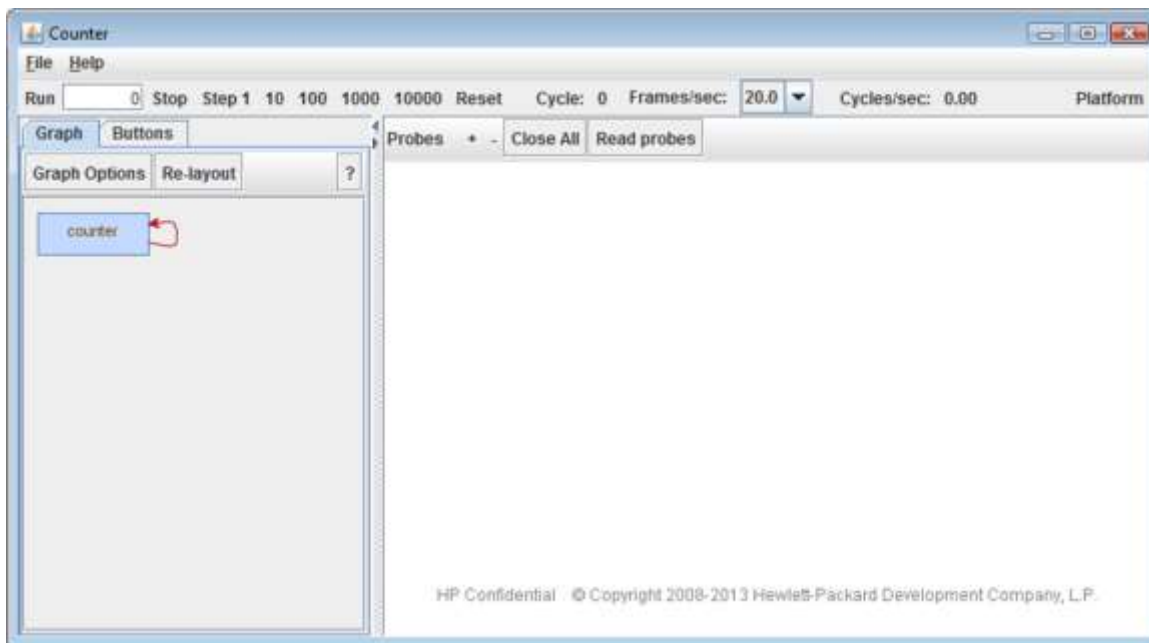 Counter
File Help
Run 0 Stop Step 1 10 100 1000 10000 Reset Cycle: 0 Frames/sec: 20.0 Cycles/sec: 0.00 Platform
Graph Buttons
Probes + - Close All Read probes
Graph Options Re-layout ?
counter
HP Confidential © Copyright 2008-2013 Hewlett-Packard Development Company, L.P.